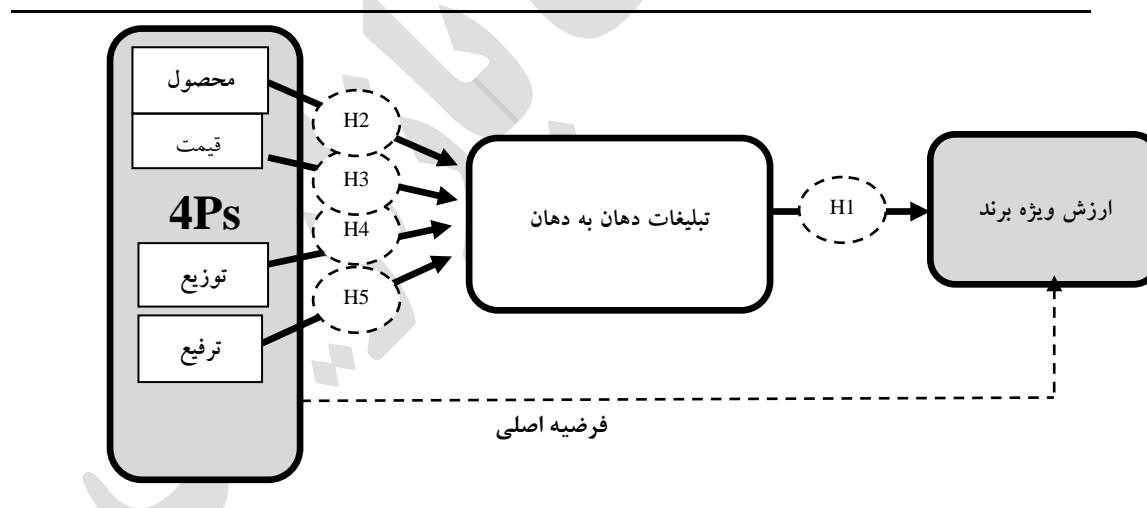 محصول
قیمت
4Ps
توزیع
ترفیع
H2
H3
H4
H5
تبلیغات دهان به دهان
H1
ارزش ویژه برند
فرضیه اصلی